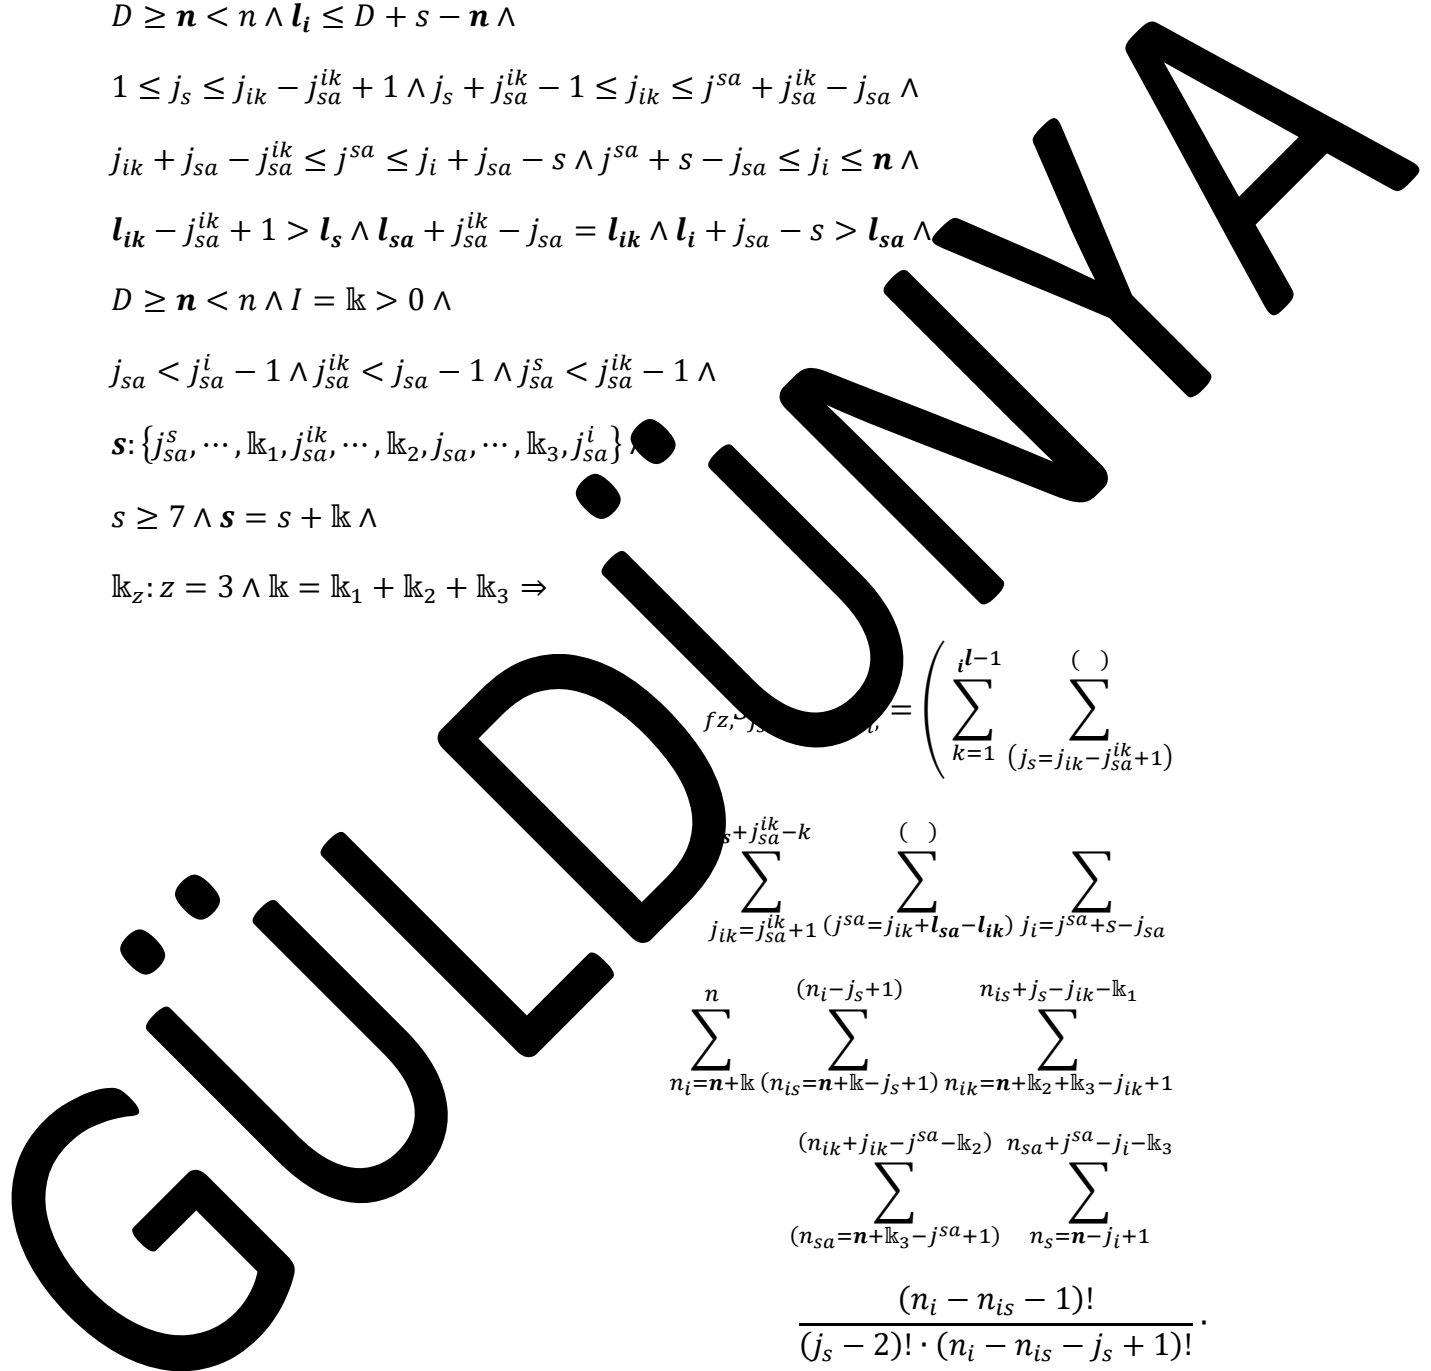 D ≥ 𝒏 < n ∧ 𝒍ᵢ ≤ D + s − 𝒏 ∧
1 ≤ j_s ≤ j_{ik} − j_{sa}^{ik} + 1 ∧ j_s + j_{sa}^{ik} − 1 ≤ j_{ik} ≤ j^{sa} + j_{sa}^{ik} − j_{sa} ∧
j_{ik} + j_{sa} − j_{sa}^{ik} ≤ j^{sa} ≤ j_i + j_{sa} − s ∧ j^{sa} + s − j_{sa} ≤ j_i ≤ 𝒏 ∧
𝒍_{𝒊𝒌} − j_{sa}^{ik} + 1 > 𝒍_𝒔 ∧ 𝒍_{𝒔𝒂} + j_{sa}^{ik} − j_{sa} = 𝒍_{𝒊𝒌} ∧ 𝒍_𝒊 + j_{sa} − s > 𝒍_{𝒔𝒂} ∧
D ≥ 𝒏 < n ∧ I = 𝕜 > 0 ∧
j_{sa} < j_{sa}^{i} − 1 ∧ j_{sa}^{ik} < j_{sa} − 1 ∧ j_{sa}^{s} < j_{sa}^{ik} − 1 ∧
𝒔: {j_{sa}^{s}, ⋯ , 𝕜_1, j_{sa}^{ik}, ⋯ , 𝕜_2, j_{sa}, ⋯ , 𝕜_3, j_{sa}^{i}}
s ≥ 7 ∧ 𝒔 = s + 𝕜 ∧
𝕜_z: z = 3 ∧ 𝕜 = 𝕜_1 + 𝕜_2 + 𝕜_3 ⇒
= ( ∑_{k=1}^{_𝒊𝒍−1} ∑_{(j_s=j_{ik}−j_{sa}^{ik}+1)}^{( )}
∑_{j_{ik}=j_{sa}^{ik}+1}^{𝒔+j_{sa}^{ik}−k} ∑_{(j^{sa}=j_{ik}+𝒍_{𝒔𝒂}−𝒍_{𝒊𝒌})}^{( )} ∑_{j_i=j^{sa}+s−j_{sa}}
∑_{n_i=𝒏+𝕜}^{n} ∑_{(n_{is}=𝒏+𝕜−j_s+1)}^{(n_i−j_s+1)} ∑_{n_{ik}=𝒏+𝕜_2+𝕜_3−j_{ik}+1}^{n_{is}+j_s−j_{ik}−𝕜_1}
∑_{(n_{sa}=𝒏+𝕜_3−j^{sa}+1)}^{(n_{ik}+j_{ik}−j^{sa}−𝕜_2)} ∑_{n_s=𝒏−j_i+1}^{n_{sa}+j^{sa}−j_i−𝕜_3}
(n_i − n_{is} − 1)!
(j_s − 2)! · (n_i − n_{is} − j_s + 1)! ·
GÜLDÜNYA